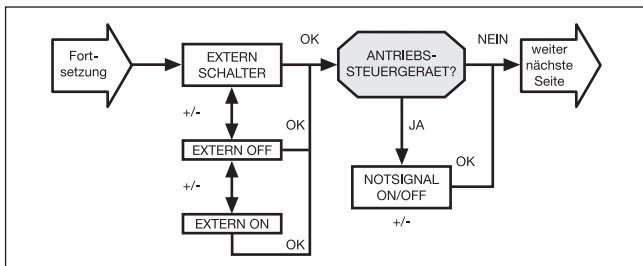 Fort-
setzung
EXTERN
SCHALTER
OK
ANTRIEBS-
STEUERGERAET?
NEIN
weiter
nächste
Seite
+/-
OK
JA
EXTERN OFF
OK
+/-
NOTSIGNAL
ON/OFF
+/-
EXTERN ON
OK